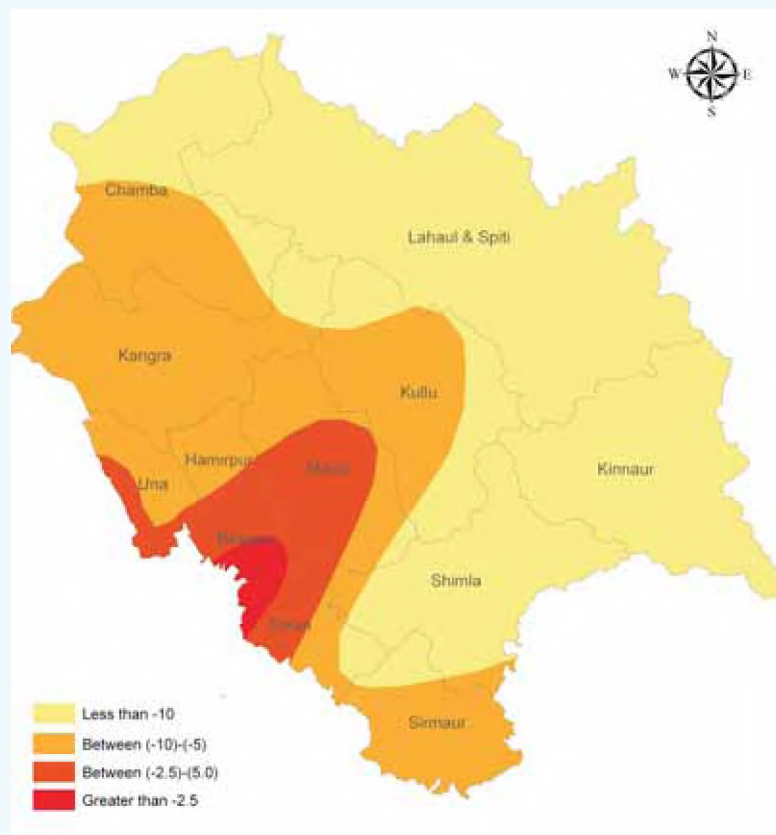 N
W E
S
Chamba
Lahaul & Spiti
Kangra
Kullu
Hamirpur
Mandi
Una
Kinnaur
Bilaspur
Shimla
Solan
Sirmaur
Less than -10
Between (-10)-(-5)
Between (-2.5)-(5.0)
Greater than -2.5